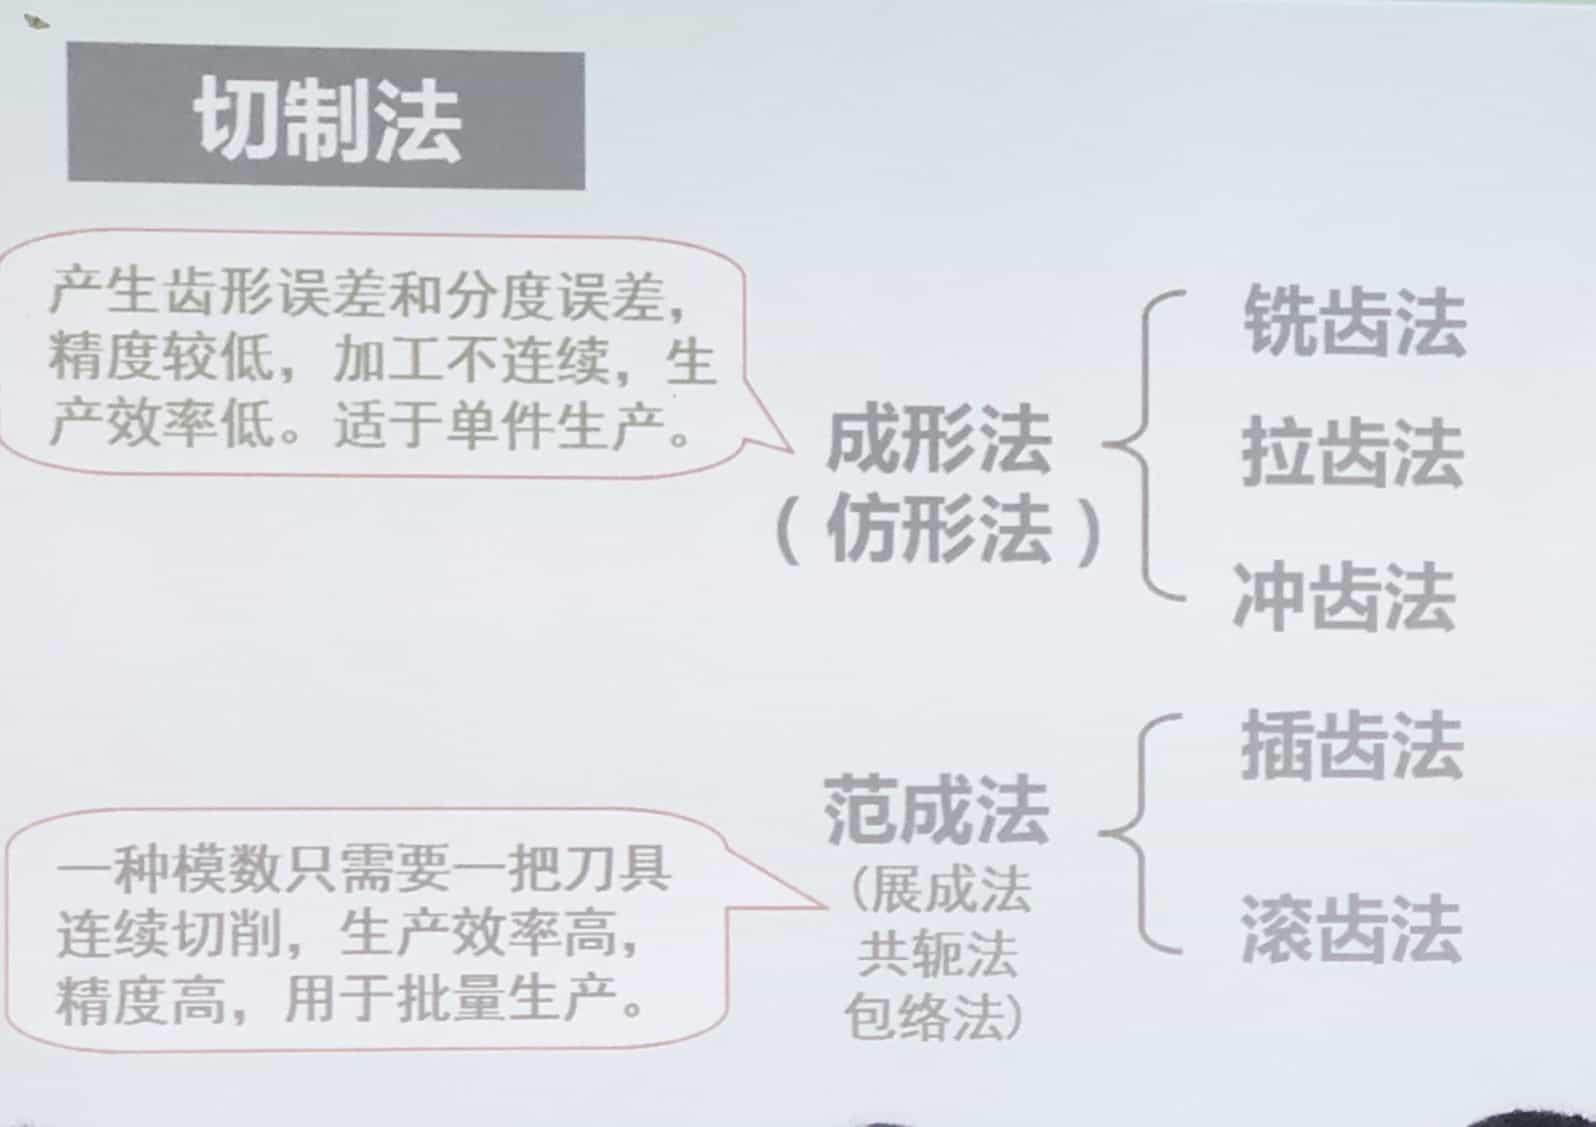 切制法
产生齿形误差和分度误差，
精度较低，加工不连续，生
产效率低。适于单件生产。
成形法
（仿形法）
铣齿法
拉齿法
冲齿法
一种模数只需要一把刀具
连续切削，生产效率高，
精度高，用于批量生产。
范成法
(展成法
共轭法
包络法)
插齿法
滚齿法